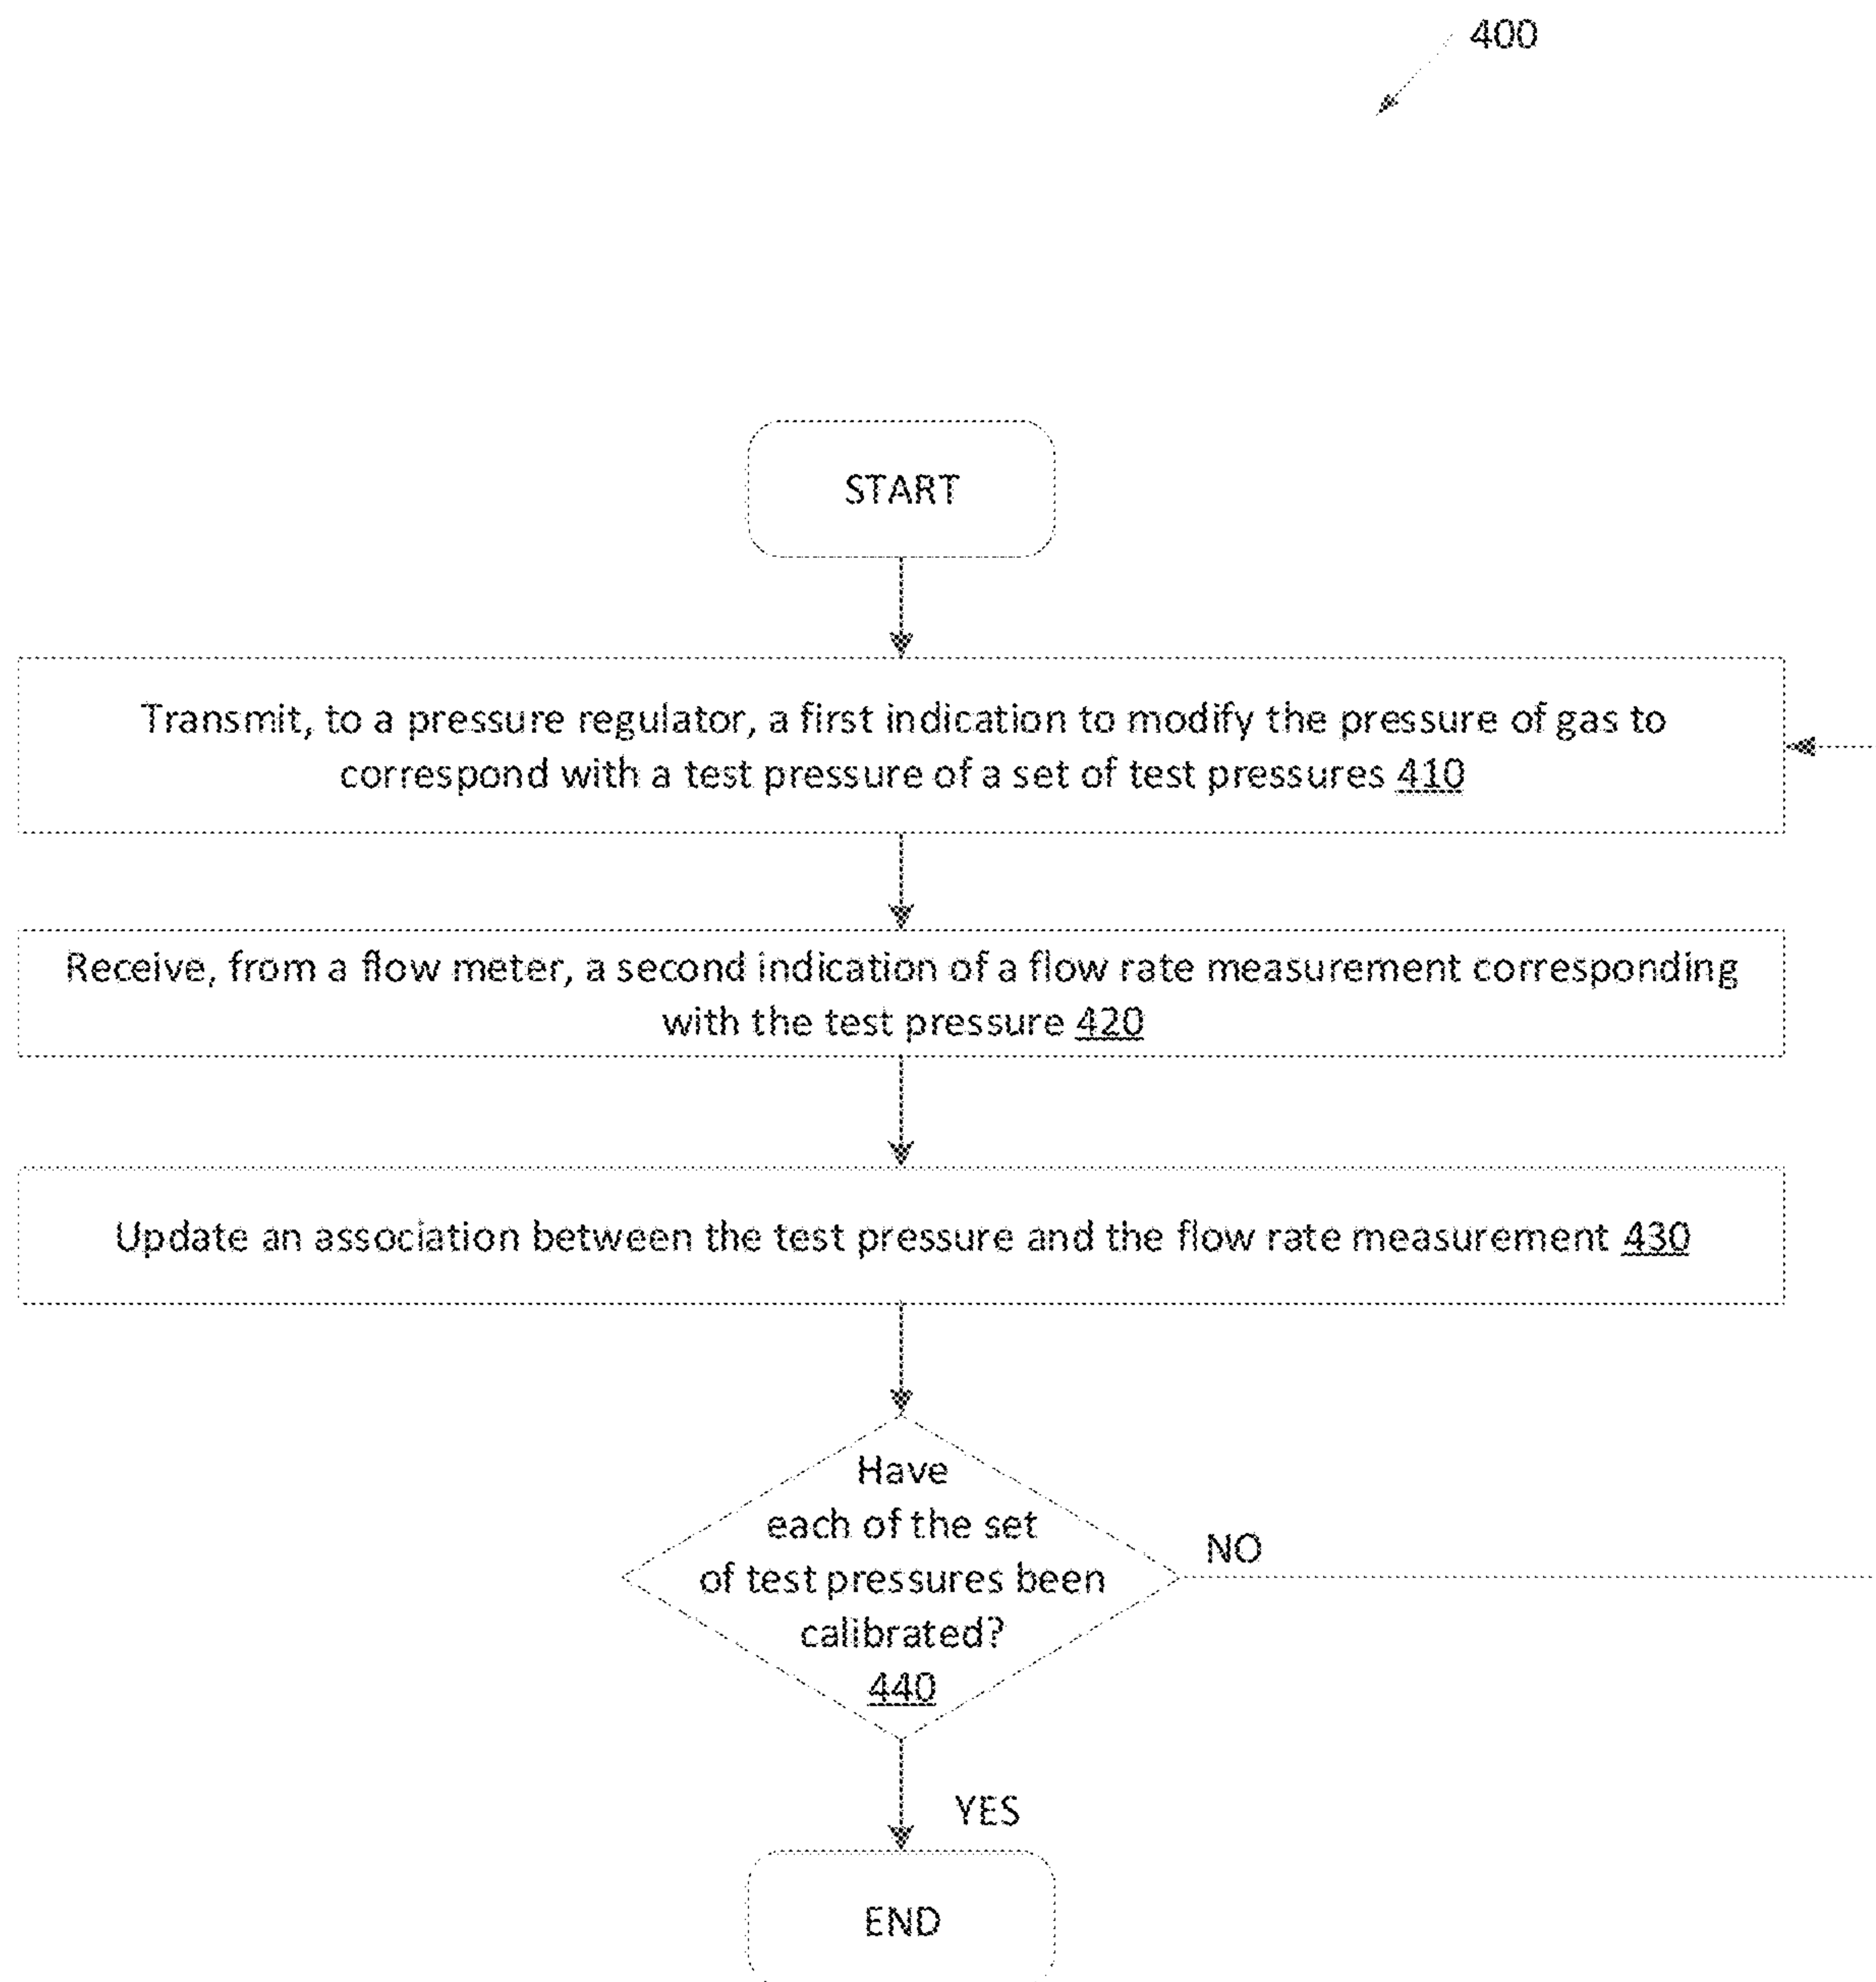 400
START
Transmit, to a pressure regulator, a first indication to modify the pressure of gas to
correspond with a test pressure of a set of test pressures 410
Receive, from a flow meter, a second indication of a flow rate measurement corresponding
with the test pressure 420
Update an association between the test pressure and the flow rate measurement 430
Have
each of the set
of test pressures been
calibrated?
440
NO
YES
END